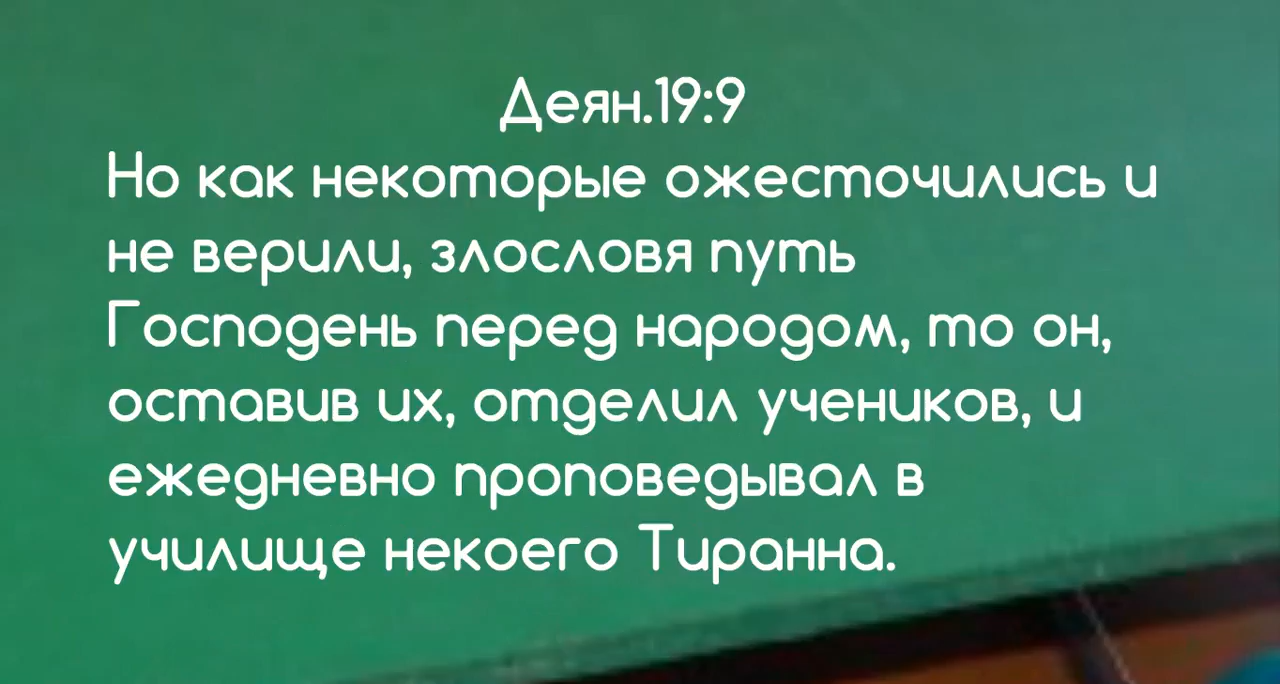 Деян.19:9
Но как некоторые ожесточились и
не верили, злословя путь
Господень перед народом, то он,
оставив их, отделил учеников, и
ежедневно проповедывал в
училище некоего Тиранна.